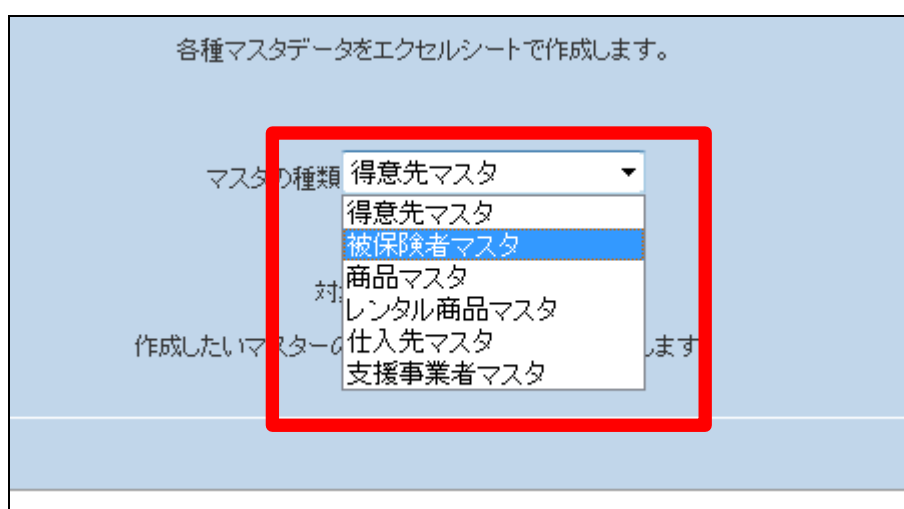 各種マスタデータをエクセルシートで作成します。
マスタの種類 得意先マスタ
得意先マスタ
被保険者マスタ
商品マスタ
対
レンタル商品マスタ
作成したいマスターの
仕入先マスタ
します
支援事業者マスタ